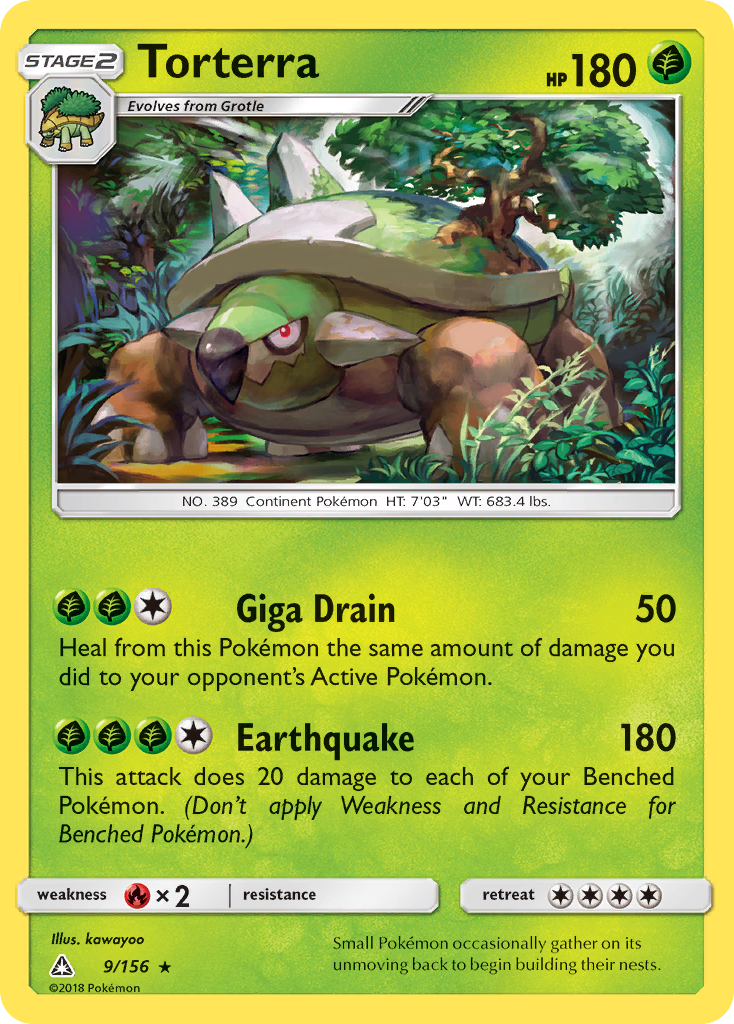 STAGE2 Torterra HP 180
Evolves from Grotle
NO. 389 Continent Pokémon HT: 7'03" WT: 683.4 lbs.
Giga Drain 50
Heal from this Pokémon the same amount of damage you
did to your opponent's Active Pokémon.
Earthquake 180
This attack does 20 damage to each of your Benched
Pokémon. (Don't apply Weakness and Resistance for
Benched Pokémon.)
weakness × 2 resistance retreat
Illus. kawayoo
9/156 ★
©2018 Pokémon
Small Pokémon occasionally gather on its
unmoving back to begin building their nests.